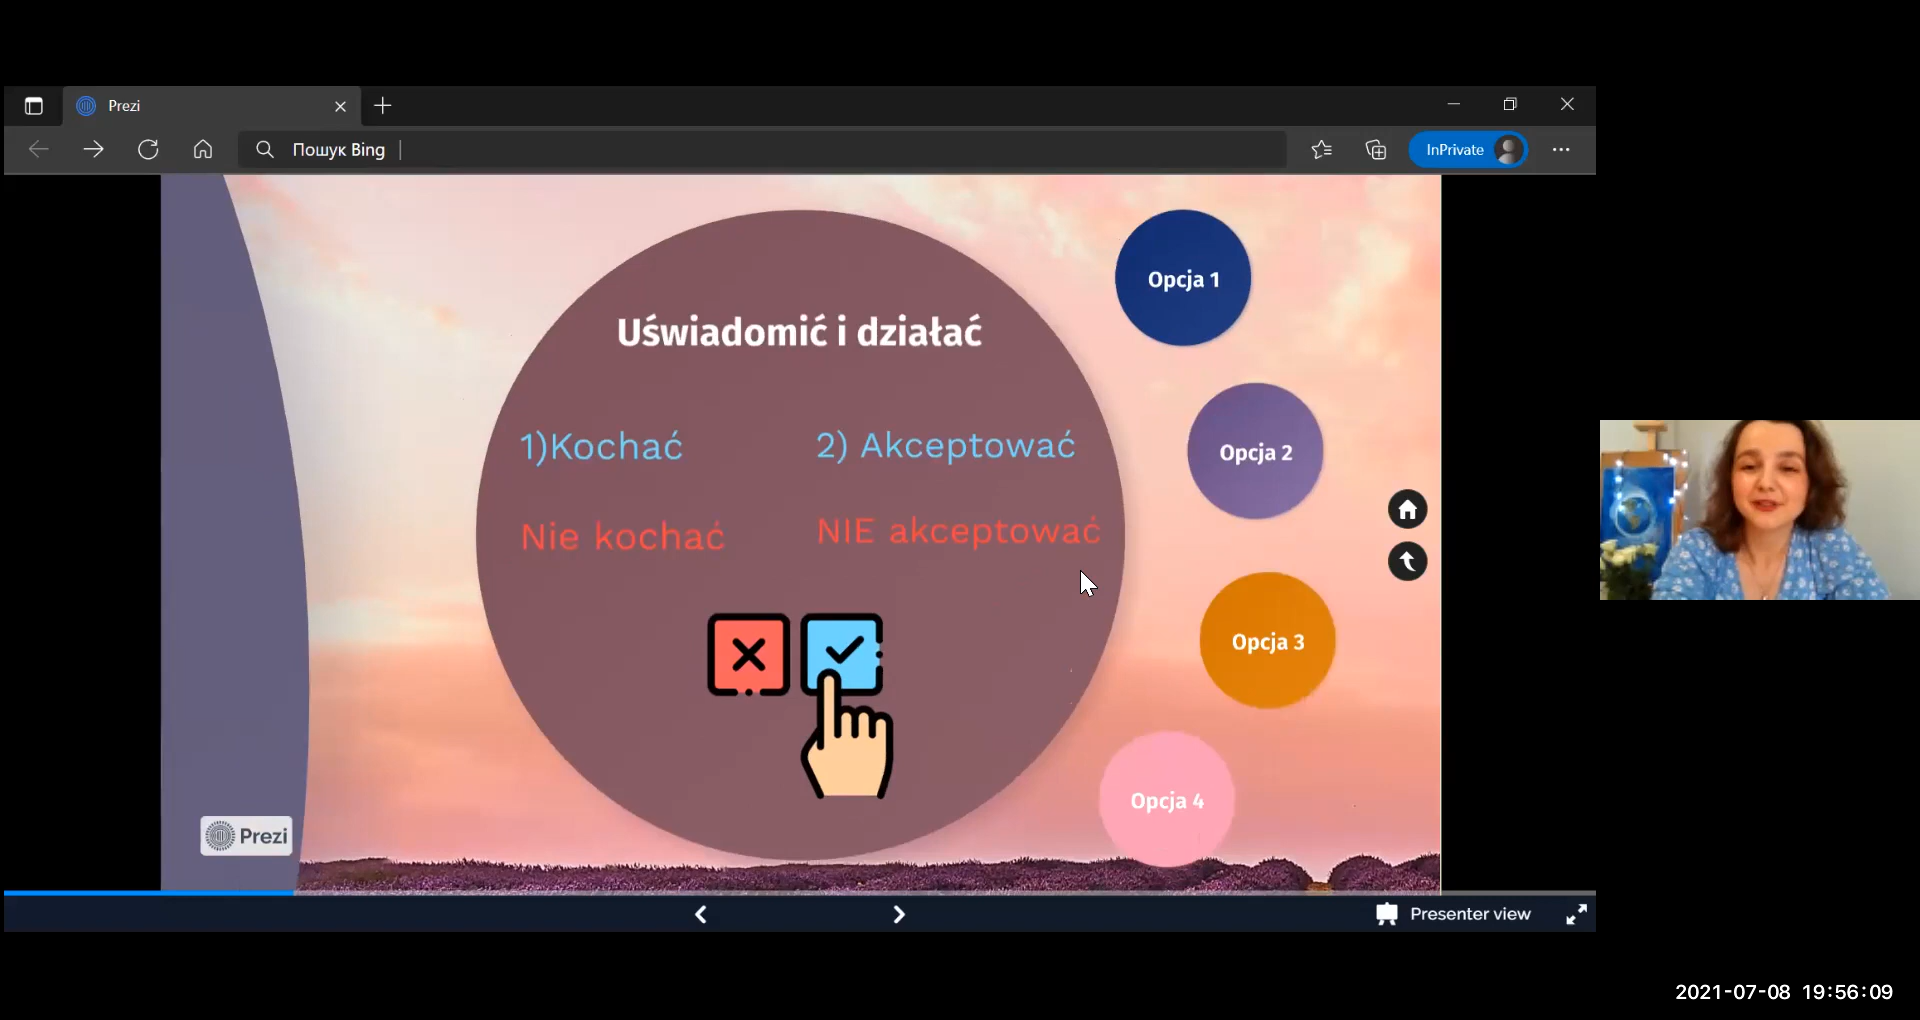 Prezi
Пошук Bing
InPrivate
Uświadomić i działać
1)Kochać
2) Akceptować
Nie kochać
NIE akceptować
Opcja 1
Opcja 2
Opcja 3
Opcja 4
Prezi
Presenter view
2021-07-08 19:56:09